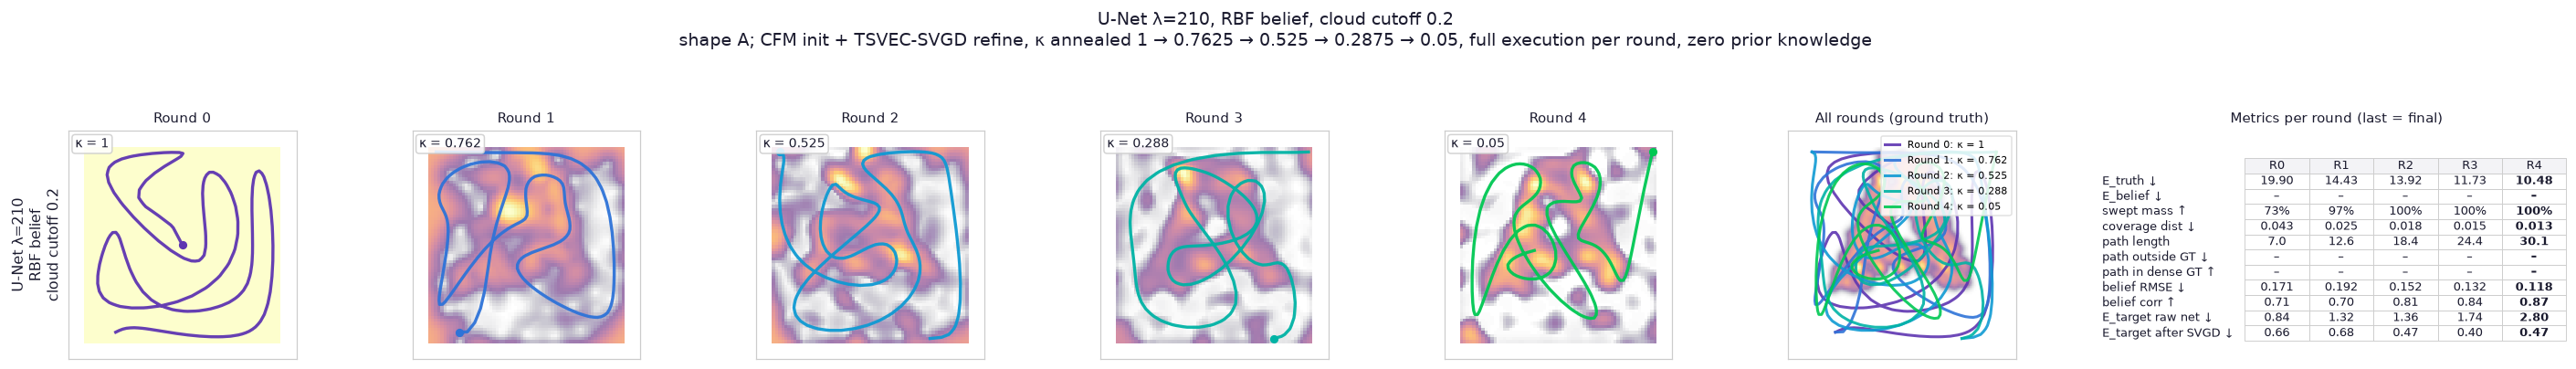 U-Net λ=210, RBF belief, cloud cutoff 0.2
shape A; CFM init + TSVEC-SVGD refine, κ annealed 1 → 0.7625 → 0.525 → 0.2875 → 0.05, full execution per round, zero prior knowledge
U-Net λ=210
RBF belief
cloud cutoff 0.2
Round 0
κ = 1
Round 1
κ = 0.762
Round 2
κ = 0.525
Round 3
κ = 0.288
Round 4
κ = 0.05
All rounds (ground truth)
Round 0: κ = 1
Round 1: κ = 0.762
Round 2: κ = 0.525
Round 3: κ = 0.288
Round 4: κ = 0.05
Metrics per round (last = final)
R0 R1 R2 R3 R4
E_truth ↓ 19.90 14.43 13.92 11.73 10.48
E_belief ↓ – – – – –
swept mass ↑ 73% 97% 100% 100% 100%
coverage dist ↓ 0.043 0.025 0.018 0.015 0.013
path length 7.0 12.6 18.4 24.4 30.1
path outside GT ↓ – – – – –
path in dense GT ↑ – – – – –
belief RMSE ↓ 0.171 0.192 0.152 0.132 0.118
belief corr ↑ 0.71 0.70 0.81 0.84 0.87
E_target raw net ↓ 0.84 1.32 1.36 1.74 2.80
E_target after SVGD ↓ 0.66 0.68 0.47 0.40 0.47